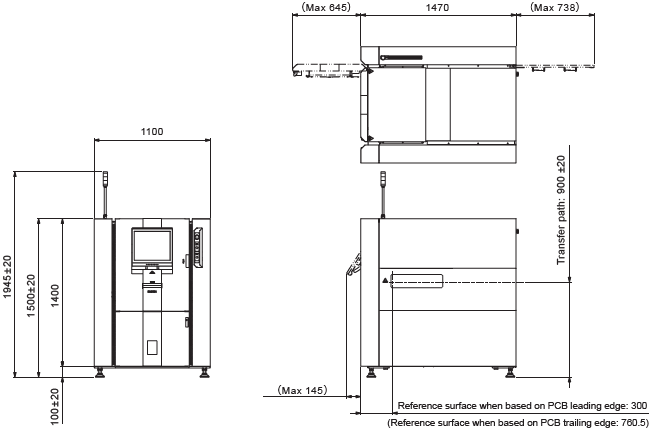 (Max 645)
1470
(Max 738)
1100
Transfer path: 900 ±20
1945±20
1500±20
1400
100±20
(Max 145)
Reference surface when based on PCB leading edge: 300
(Reference surface when based on PCB trailing edge: 760.5)